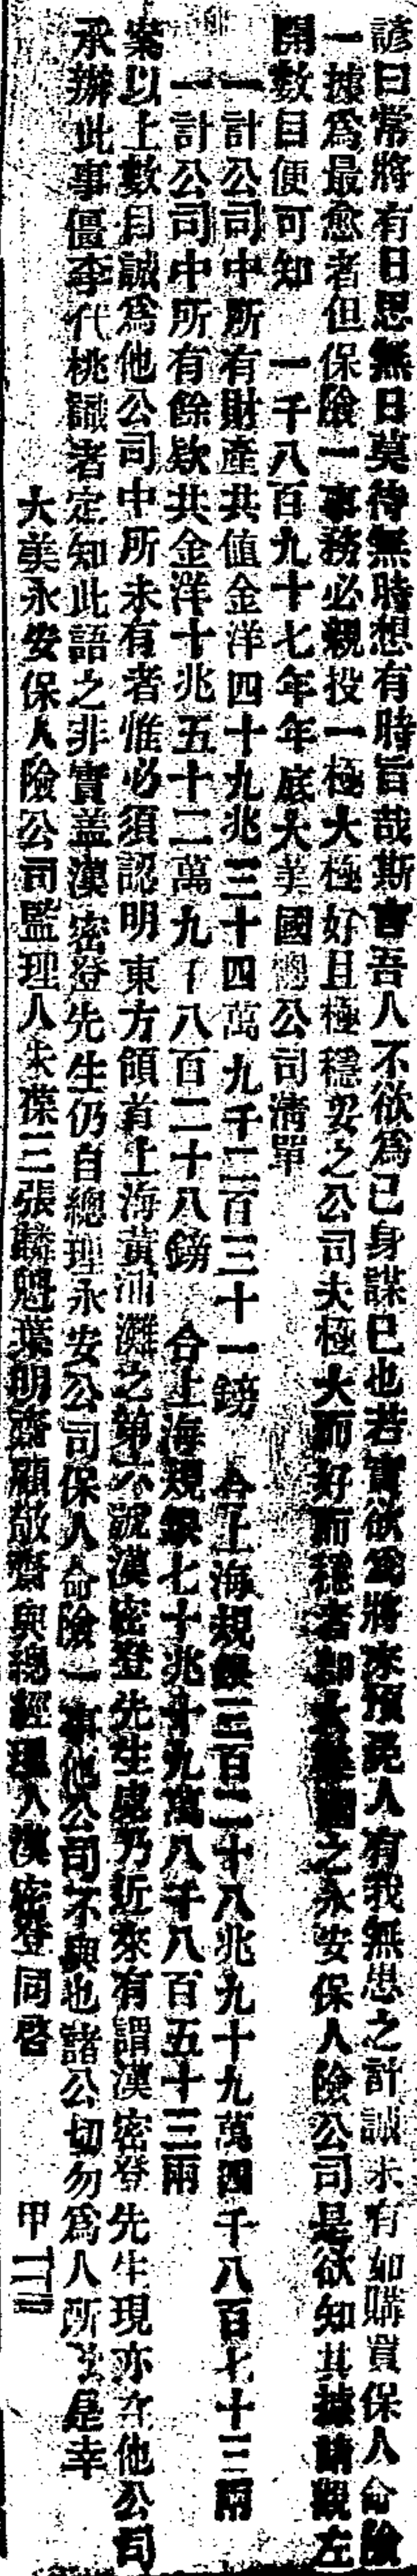 諺曰常將有日思無日莫待無時想有時旨哉斯言吾人不欲爲己身謀已也若實欲爲將來預免人有我無患之計誠未有如購買保人命險
一據爲最愈者但保險一事務必親投一極大極好且極穩妥之公司夫極大而好而穩者卽大美國之永安保人險公司是欲知其據請觀左
開數目便可知　一千八百九十七年年底大美國總公司淸單
一計公司中所有財產共值金洋四十九兆三十四萬九千二百三十一鎊　合上海規銀三百二十八兆九十九萬四千八百七十三兩
一計公司中所有餘欵共金洋十兆五十二萬九千八百二十八鎊　合上海規銀七十兆十九萬八千八百五十三兩
案以上數目誠爲他公司中所未有者惟必須認明東方領首上海黃浦灘之第六號漢密登先生處乃近來有謂漢密登先生現亦在他公司
承辦此事僵李代桃識者定知此語之非實盖漢密登先生仍自總理永安公司保人命險一事他公司不與也諸公切勿爲人所惑是幸
大美永安保人險公司監理人朱葆三張麟魁葉明齋顧敬齋與總經理人漢密登同啓　甲